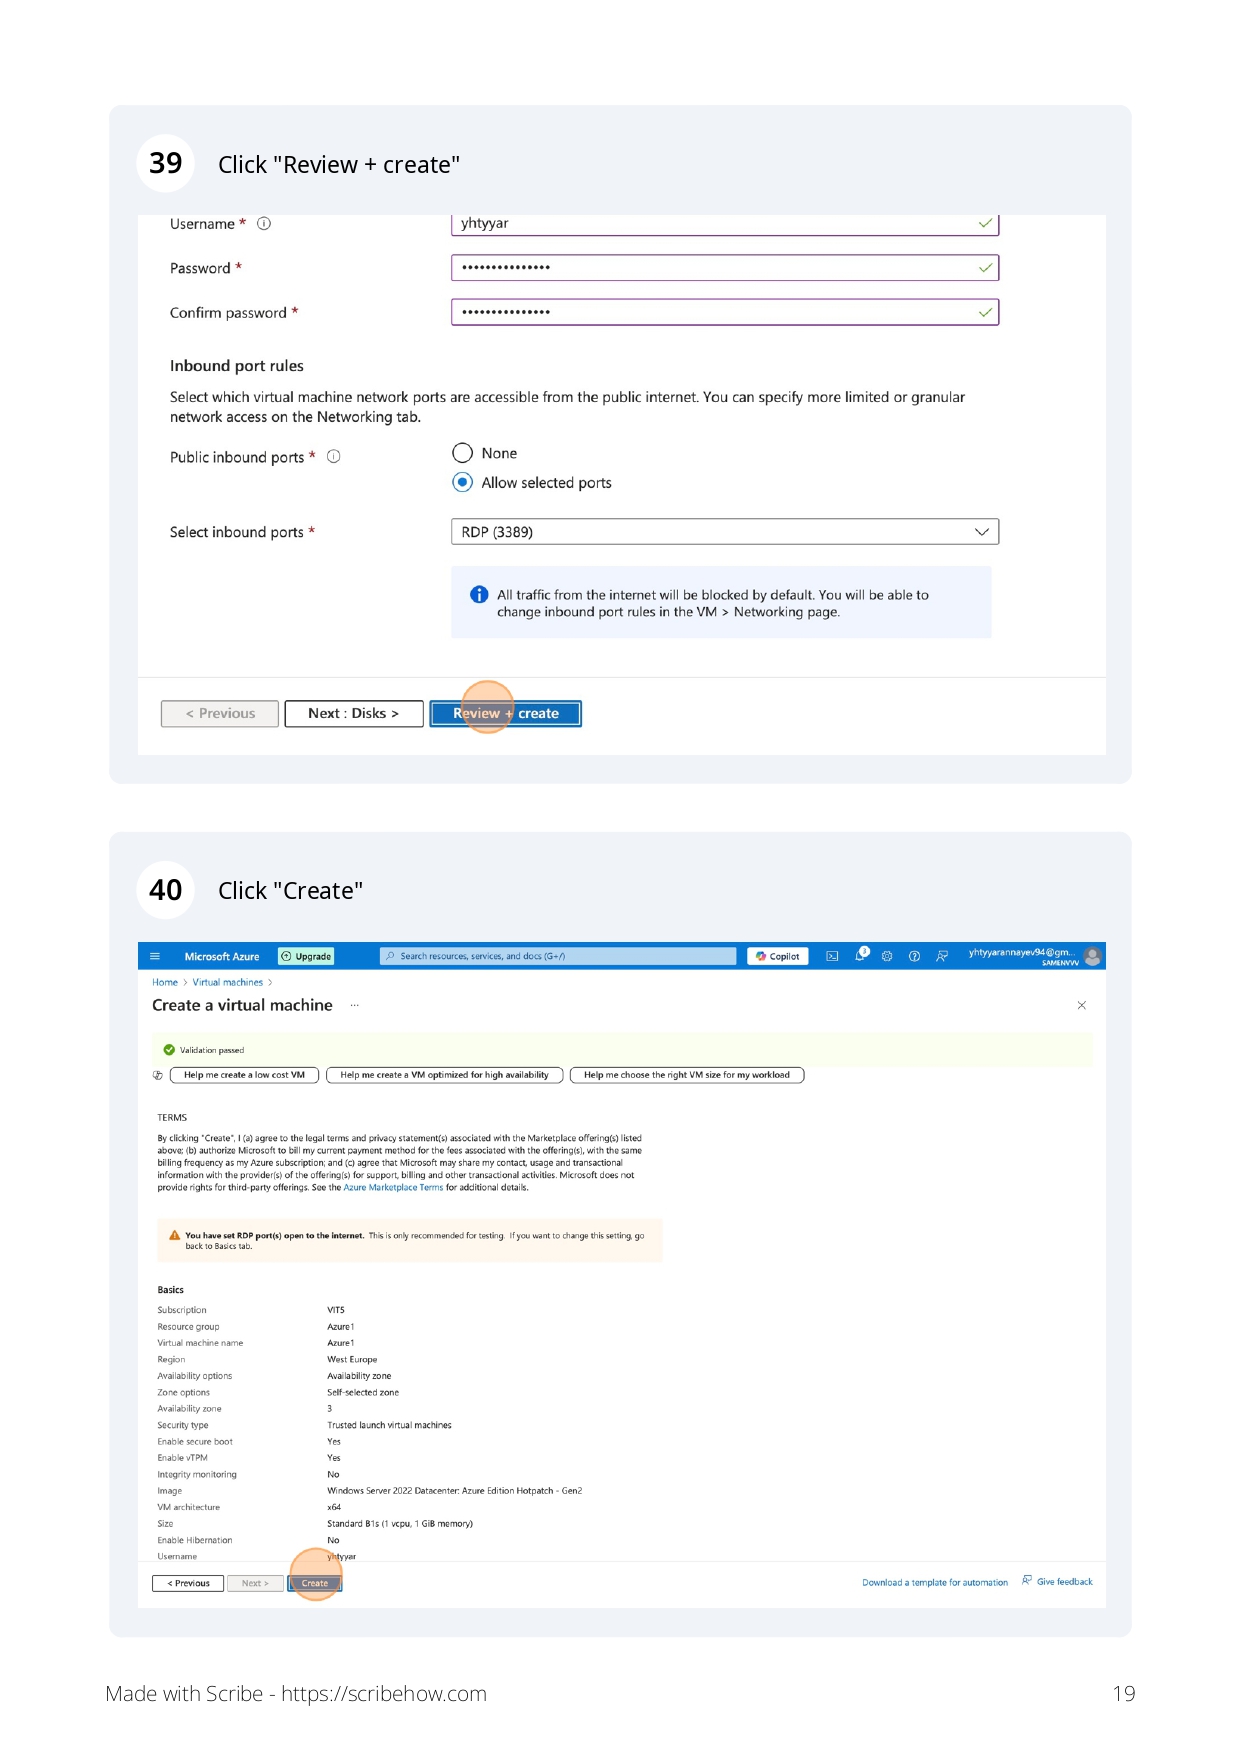 39 Click "Review + create"
Username * yhtyyar
Password * •••••••••••••••
Confirm password * •••••••••••••••
Inbound port rules
Select which virtual machine network ports are accessible from the public internet. You can specify more limited or granular
network access on the Networking tab.
Public inbound ports * None
Allow selected ports
Select inbound ports * RDP (3389)
All traffic from the internet will be blocked by default. You will be able to
change inbound port rules in the VM > Networking page.
< Previous Next : Disks > Review + create
40 Click "Create"
Microsoft Azure Upgrade Search resources, services, and docs (G+/) Copilot 3 yhtyyarannayev94@gm...
SAMENVVV
Home > Virtual machines >
Create a virtual machine ...
Validation passed
Help me create a low cost VM Help me create a VM optimized for high availability Help me choose the right VM size for my workload
TERMS
By clicking "Create", I (a) agree to the legal terms and privacy statement(s) associated with the Marketplace offering(s) listed
above; (b) authorize Microsoft to bill my current payment method for the fees associated with the offering(s), with the same
billing frequency as my Azure subscription; and (c) agree that Microsoft may share my contact, usage and transactional
information with the provider(s) of the offering(s) for support, billing and other transactional activities. Microsoft does not
provide rights for third-party offerings. See the Azure Marketplace Terms for additional details.
You have set RDP port(s) open to the internet. This is only recommended for testing. If you want to change this setting, go
back to Basics tab.
Basics
Subscription VIT5
Resource group Azure1
Virtual machine name Azure1
Region West Europe
Availability options Availability zone
Zone options Self-selected zone
Availability zone 3
Security type Trusted launch virtual machines
Enable secure boot Yes
Enable vTPM Yes
Integrity monitoring No
Image Windows Server 2022 Datacenter: Azure Edition Hotpatch - Gen2
VM architecture x64
Size Standard B1s (1 vcpu, 1 GiB memory)
Enable Hibernation No
Username yhtyyar
< Previous Next > Create Download a template for automation Give feedback
Made with Scribe - https://scribehow.com 19